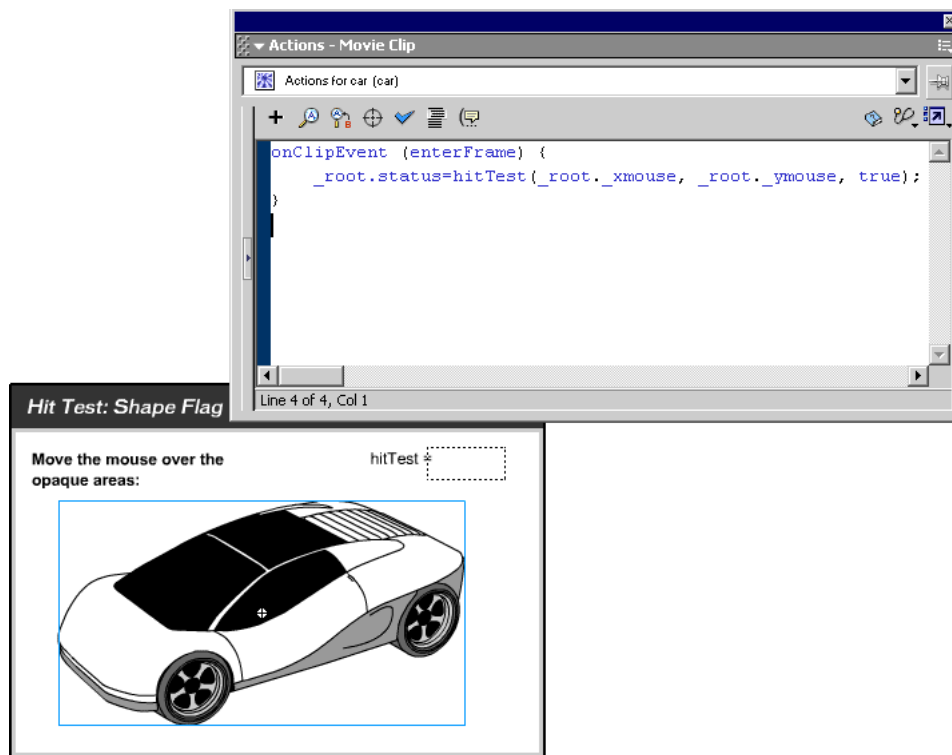 Actions - Movie Clip
Actions for car (car)
onClipEvent (enterFrame) {
    _root.status=hitTest(_root._xmouse, _root._ymouse, true);
}
Line 4 of 4, Col 1
Hit Test: Shape Flag
Move the mouse over the
opaque areas:
hitTest =